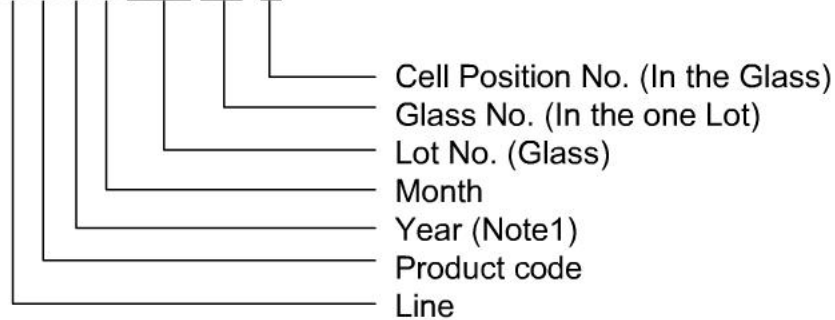 Cell Position No. (In the Glass)
Glass No. (In the one Lot)
Lot No. (Glass)
Month
Year (Note1)
Product code
Line